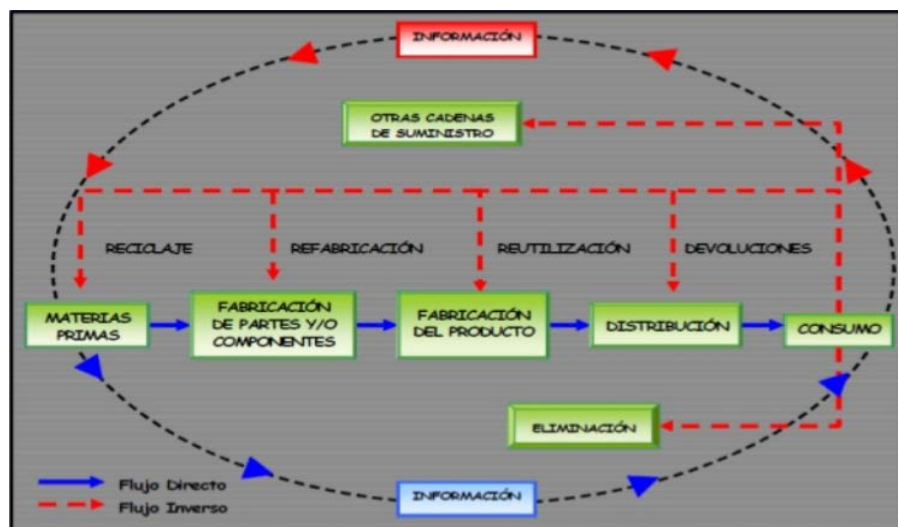 INFORMACIÓN
OTRAS CADENAS
DE SUMINISTRO
RECICLAJE
REFABRICACIÓN
REUTILIZACIÓN
DEVOLUCIONES
MATERIAS
PRIMAS
FABRICACIÓN
DE PARTES Y/O
COMPONENTES
FABRICACIÓN
DEL PRODUCTO
DISTRIBUCIÓN
CONSUMO
ELIMINACIÓN
Flujo Directo
Flujo Inverso
INFORMACIÓN